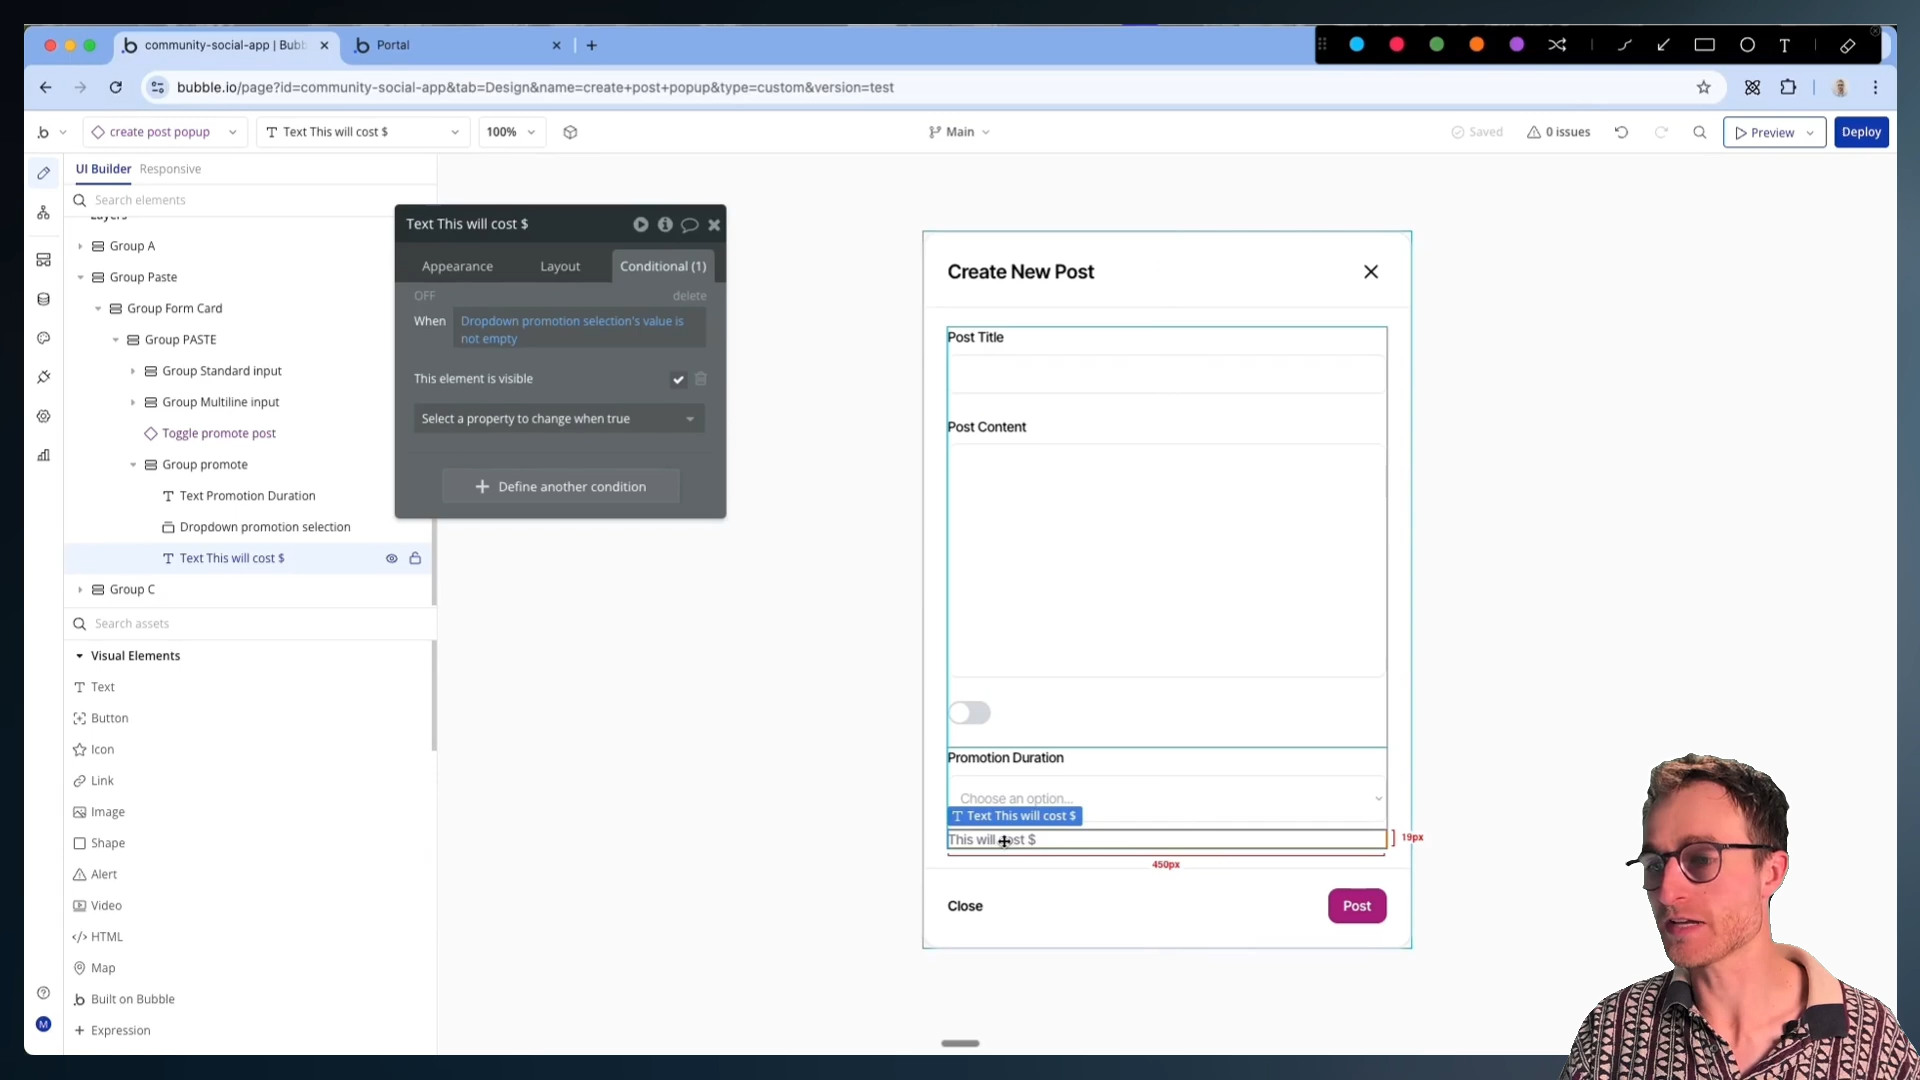 community-social-app | Bubb
Portal
bubble.io/page?id=community-social-app&tab=Design&name=create+post+popup&type=custom&version=test
create post popup
Text This will cost $
100%
Main
Saved
0 issues
Preview
Deploy
UI Builder
Responsive
Search elements
Layers
Group A
Group Paste
Group Form Card
Group PASTE
Group Standard input
Group Multiline input
Toggle promote post
Group promote
Text Promotion Duration
Dropdown promotion selection
Text This will cost $
Group C
Search assets
Visual Elements
Text
Button
Icon
Link
Image
Shape
Alert
Video
HTML
Map
Built on Bubble
Expression
M
Text This will cost $
Appearance
Layout
Conditional (1)
OFF
delete
When
Dropdown promotion selection's value is
not empty
This element is visible
Select a property to change when true
Define another condition
Create New Post
Post Title
Post Content
Promotion Duration
Choose an option...
Text This will cost $
This will cost $
19px
450px
Close
Post